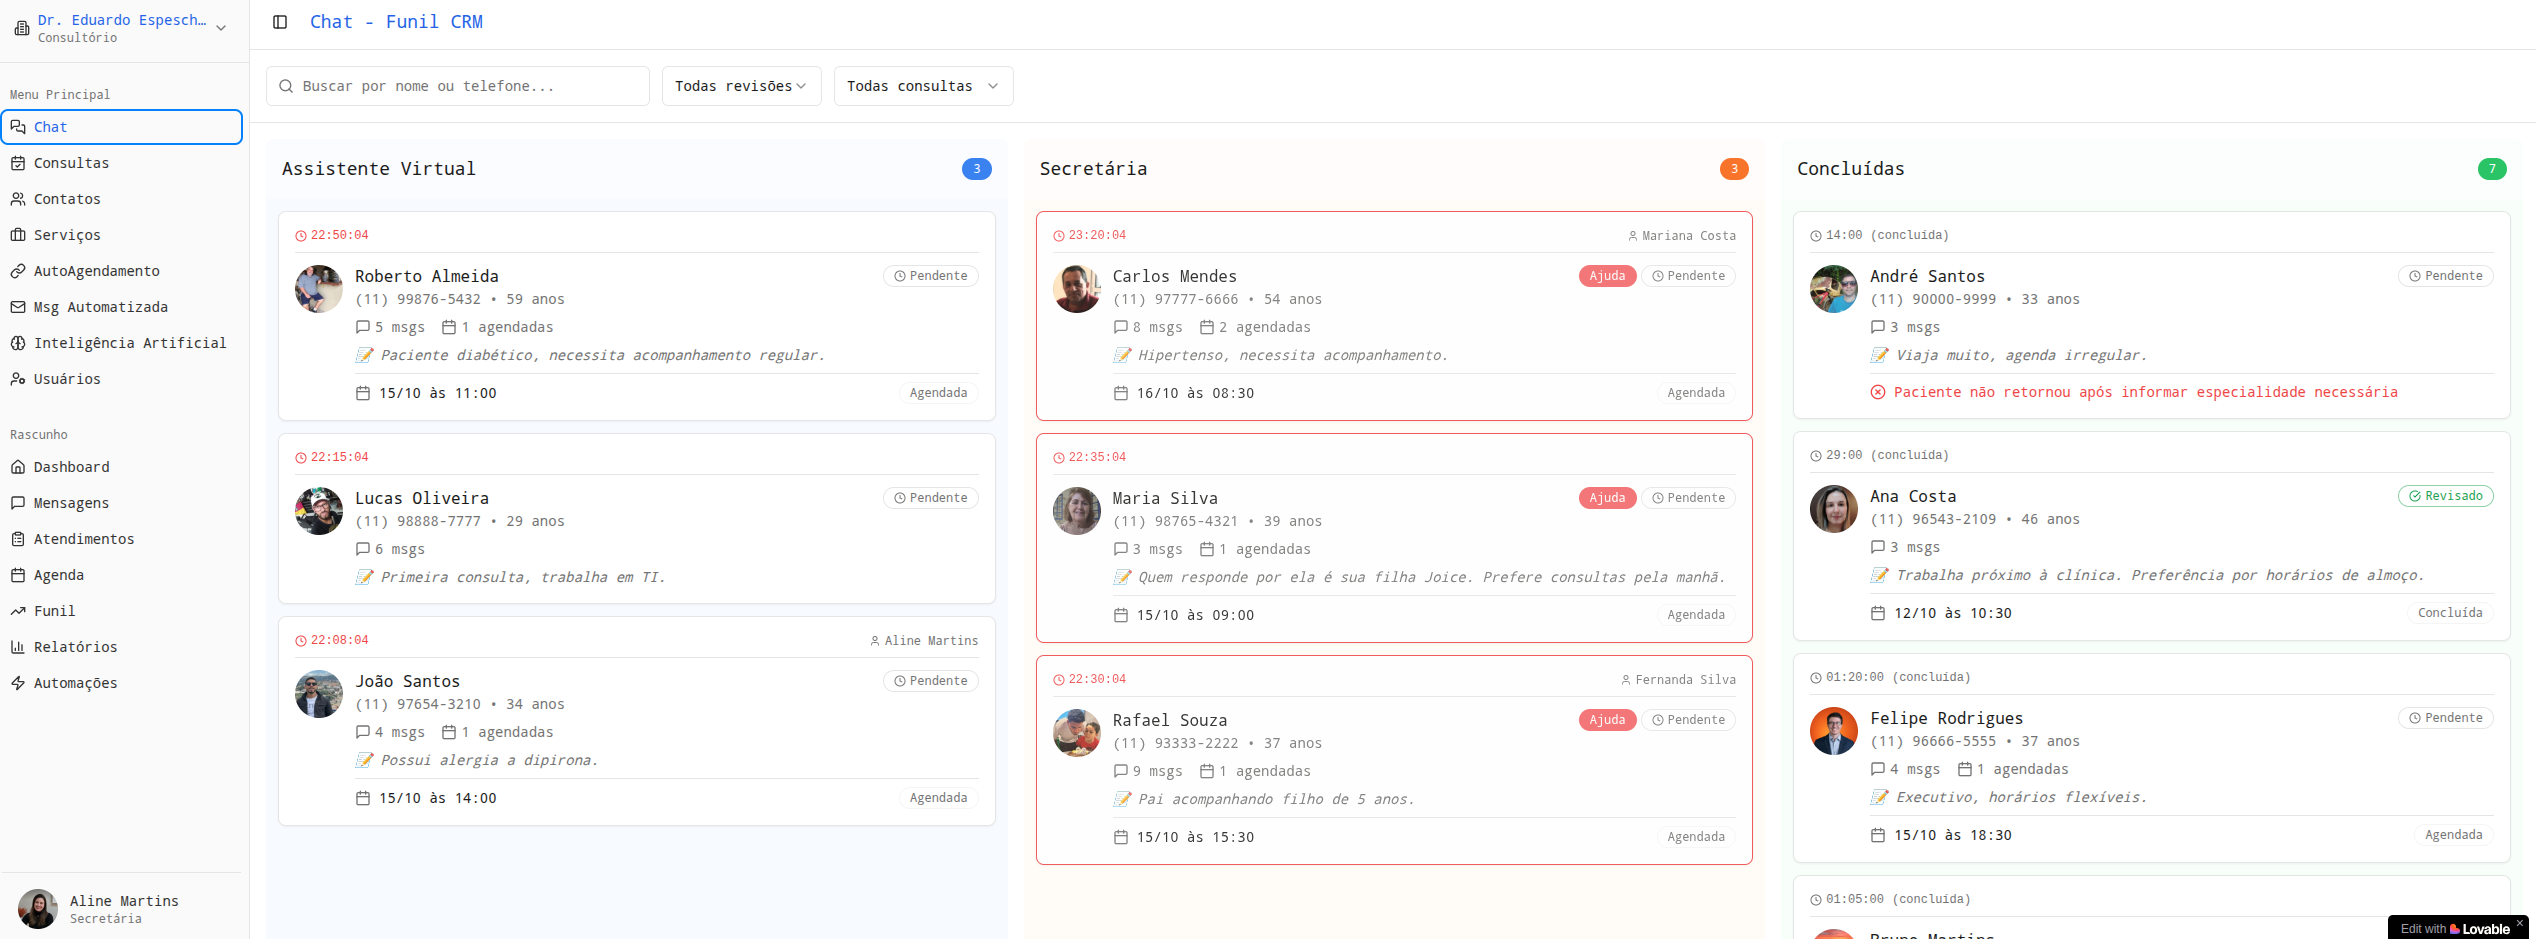 Dr. Eduardo Espesch…
Consultório
Menu Principal
Chat
Consultas
Contatos
Serviços
AutoAgendamento
Msg Automatizada
Inteligência Artificial
Usuários
Rascunho
Dashboard
Mensagens
Atendimentos
Agenda
Funil
Relatórios
Automações
Aline Martins
Secretária
Chat - Funil CRM
Buscar por nome ou telefone...
Todas revisões
Todas consultas
Assistente Virtual 3
22:50:04
Roberto Almeida Pendente
(11) 99876-5432 • 59 anos
5 msgs 1 agendadas
📝 Paciente diabético, necessita acompanhamento regular.
15/10 às 11:00 Agendada
22:15:04
Lucas Oliveira Pendente
(11) 98888-7777 • 29 anos
6 msgs
📝 Primeira consulta, trabalha em TI.
22:08:04 Aline Martins
João Santos Pendente
(11) 97654-3210 • 34 anos
4 msgs 1 agendadas
📝 Possui alergia a dipirona.
15/10 às 14:00 Agendada
Secretária 3
23:20:04 Mariana Costa
Carlos Mendes Ajuda Pendente
(11) 97777-6666 • 54 anos
8 msgs 2 agendadas
📝 Hipertenso, necessita acompanhamento.
16/10 às 08:30 Agendada
22:35:04
Maria Silva Ajuda Pendente
(11) 98765-4321 • 39 anos
3 msgs 1 agendadas
📝 Quem responde por ela é sua filha Joice. Prefere consultas pela manhã.
15/10 às 09:00 Agendada
22:30:04 Fernanda Silva
Rafael Souza Ajuda Pendente
(11) 93333-2222 • 37 anos
9 msgs 1 agendadas
📝 Pai acompanhando filho de 5 anos.
15/10 às 15:30 Agendada
Concluídas 7
14:00 (concluída)
André Santos Pendente
(11) 90000-9999 • 33 anos
3 msgs
📝 Viaja muito, agenda irregular.
Paciente não retornou após informar especialidade necessária
29:00 (concluída)
Ana Costa Revisado
(11) 96543-2109 • 46 anos
3 msgs
📝 Trabalha próximo à clínica. Preferência por horários de almoço.
12/10 às 10:30 Concluída
01:20:00 (concluída)
Felipe Rodrigues Pendente
(11) 96666-5555 • 37 anos
4 msgs 1 agendadas
📝 Executivo, horários flexíveis.
15/10 às 18:30 Agendada
01:05:00 (concluída)
Bruno Martins
Edit with Lovable